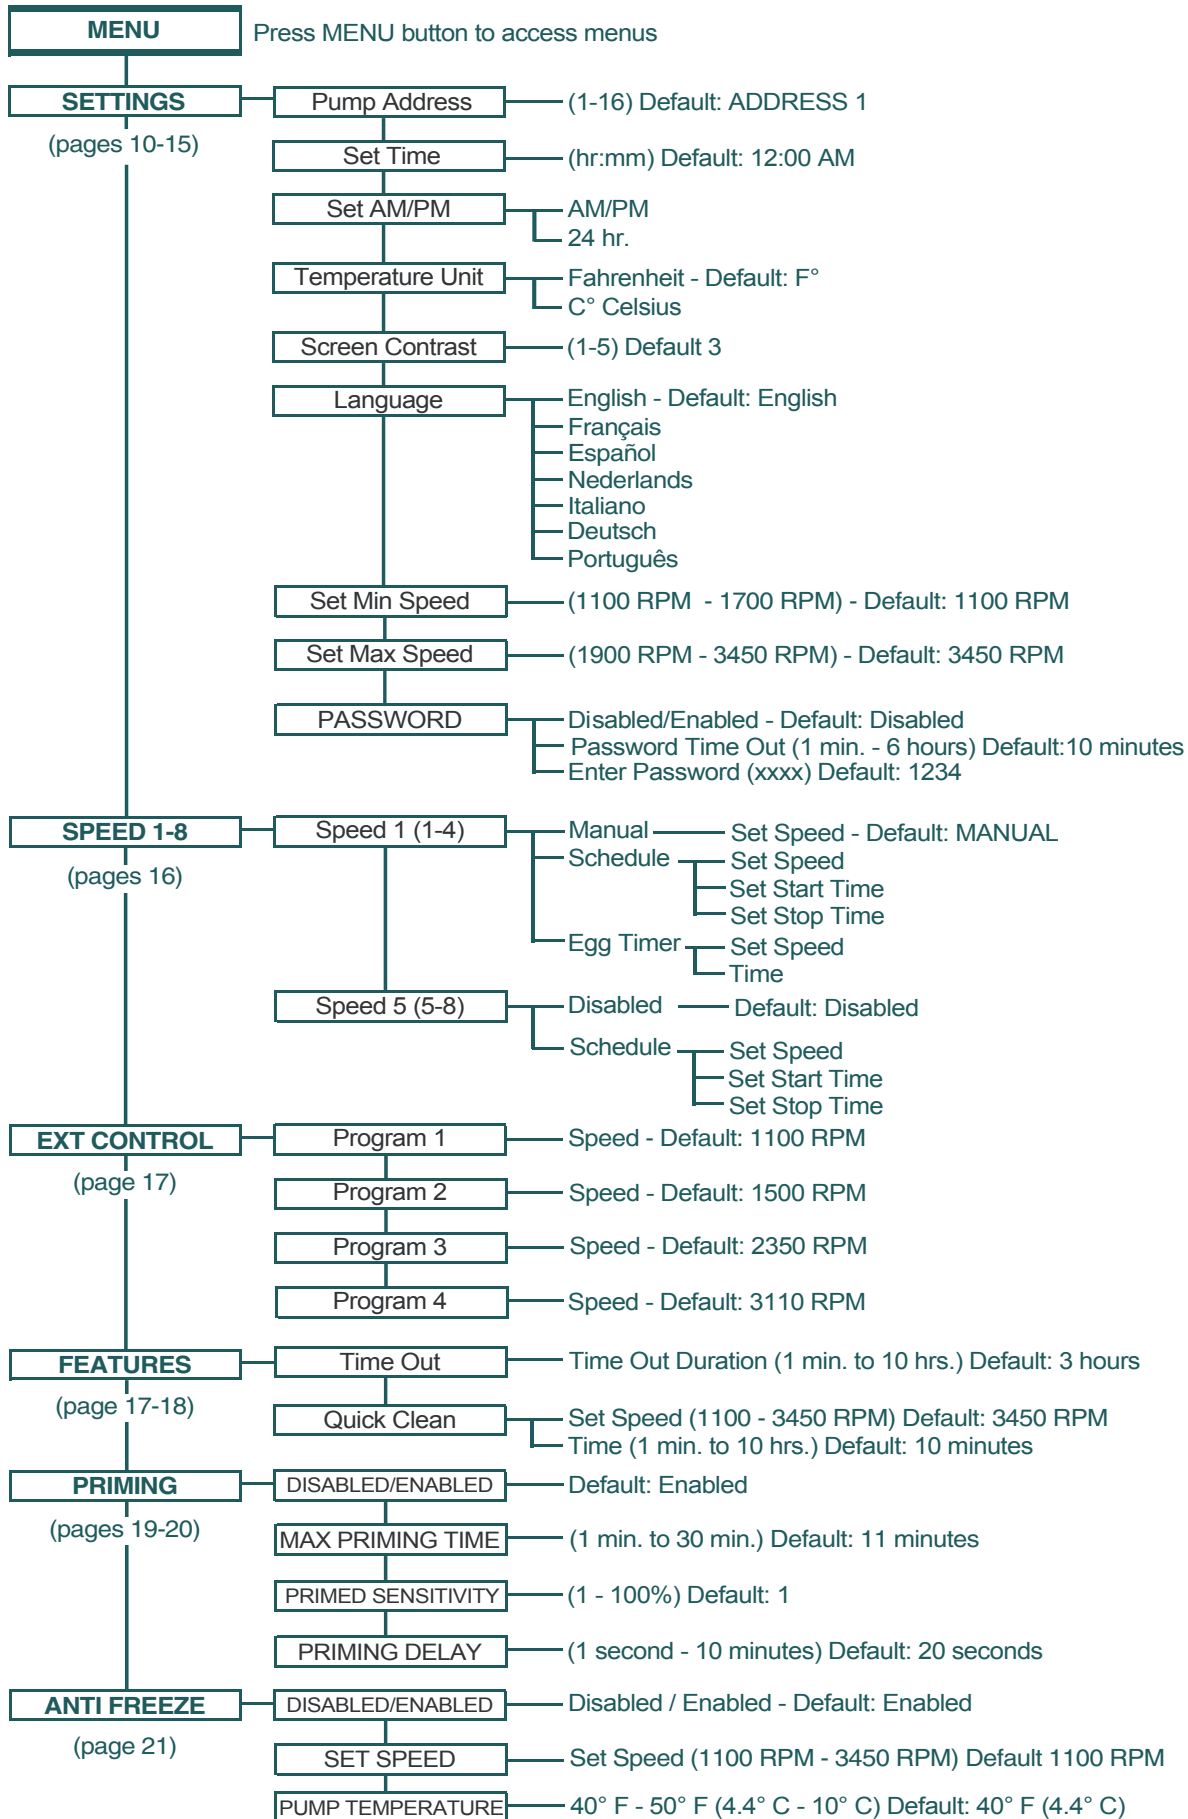 MENU Press MENU button to access menus
SETTINGS Pump Address (1-16) Default: ADDRESS 1
(pages 10-15)
Set Time (hr:mm) Default: 12:00 AM
Set AM/PM AM/PM
24 hr.
Temperature Unit Fahrenheit - Default: F°
C° Celsius
Screen Contrast (1-5) Default 3
Language English - Default: English
Français
Español
Nederlands
Italiano
Deutsch
Português
Set Min Speed (1100 RPM - 1700 RPM) - Default: 1100 RPM
Set Max Speed (1900 RPM - 3450 RPM) - Default: 3450 RPM
PASSWORD Disabled/Enabled - Default: Disabled
Password Time Out (1 min. - 6 hours) Default:10 minutes
Enter Password (xxxx) Default: 1234
SPEED 1-8 Speed 1 (1-4) Manual Set Speed - Default: MANUAL
(pages 16)
Schedule Set Speed
Set Start Time
Set Stop Time
Egg Timer Set Speed
Time
Speed 5 (5-8) Disabled Default: Disabled
Schedule Set Speed
Set Start Time
Set Stop Time
EXT CONTROL Program 1 Speed - Default: 1100 RPM
(page 17)
Program 2 Speed - Default: 1500 RPM
Program 3 Speed - Default: 2350 RPM
Program 4 Speed - Default: 3110 RPM
FEATURES Time Out Time Out Duration (1 min. to 10 hrs.) Default: 3 hours
(page 17-18)
Quick Clean Set Speed (1100 - 3450 RPM) Default: 3450 RPM
Time (1 min. to 10 hrs.) Default: 10 minutes
PRIMING DISABLED/ENABLED Default: Enabled
(pages 19-20)
MAX PRIMING TIME (1 min. to 30 min.) Default: 11 minutes
PRIMED SENSITIVITY (1 - 100%) Default: 1
PRIMING DELAY (1 second - 10 minutes) Default: 20 seconds
ANTI FREEZE DISABLED/ENABLED Disabled / Enabled - Default: Enabled
(page 21)
SET SPEED Set Speed (1100 RPM - 3450 RPM) Default 1100 RPM
PUMP TEMPERATURE 40° F - 50° F (4.4° C - 10° C) Default: 40° F (4.4° C)